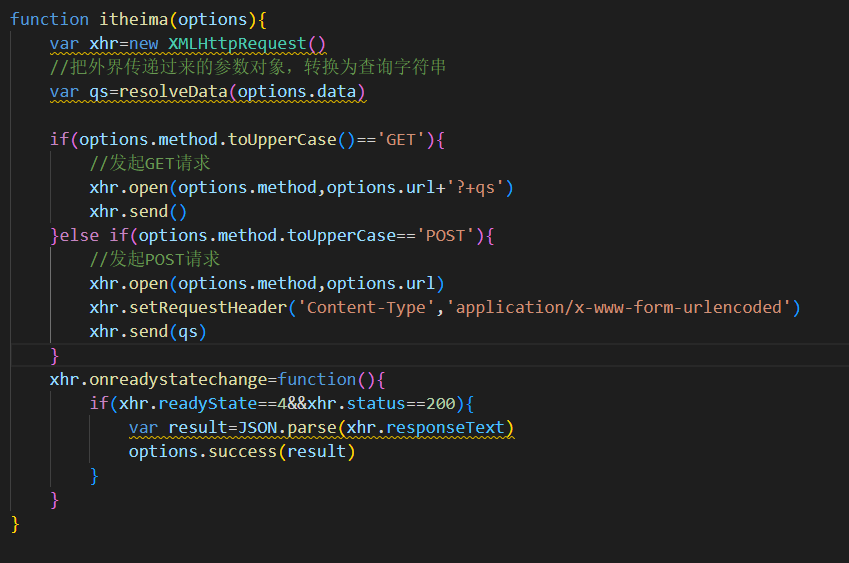 function itheima(options){
    var xhr=new XMLHttpRequest()
    //把外界传递过来的参数对象，转换为查询字符串
    var qs=resolveData(options.data)

    if(options.method.toUpperCase()=='GET'){
        //发起GET请求
        xhr.open(options.method,options.url+'?+qs')
        xhr.send()
    }else if(options.method.toUpperCase=='POST'){
        //发起POST请求
        xhr.open(options.method,options.url)
        xhr.setRequestHeader('Content-Type','application/x-www-form-urlencoded')
        xhr.send(qs)
    }
    xhr.onreadystatechange=function(){
        if(xhr.readyState==4&&xhr.status==200){
            var result=JSON.parse(xhr.responseText)
            options.success(result)
        }
    }
}